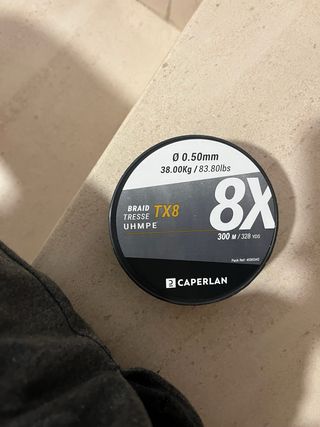 Ø 0.50mm
38.00Kg / 83.80lbs
8X
BRAID TX8
TRESSE
UHMPE
300 M / 328 YDS
CAPERLAN